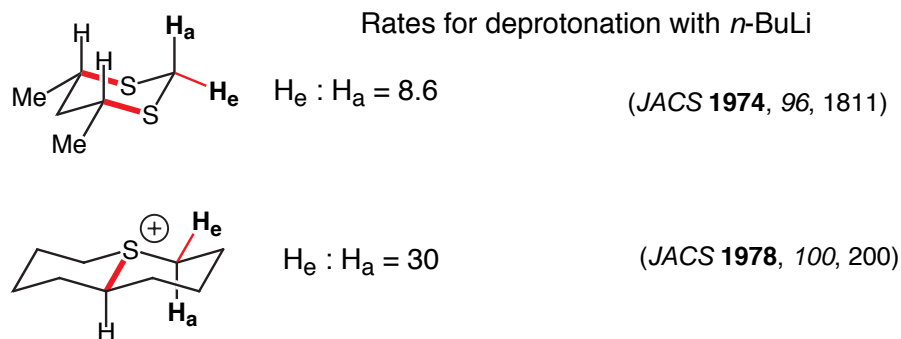 Rates for deprotonation with n-BuLi
H
H
Ha
Me
S
S
He
Me
He : Ha = 8.6
(JACS 1974, 96, 1811)
S
+
He
H
Ha
He : Ha = 30
(JACS 1978, 100, 200)